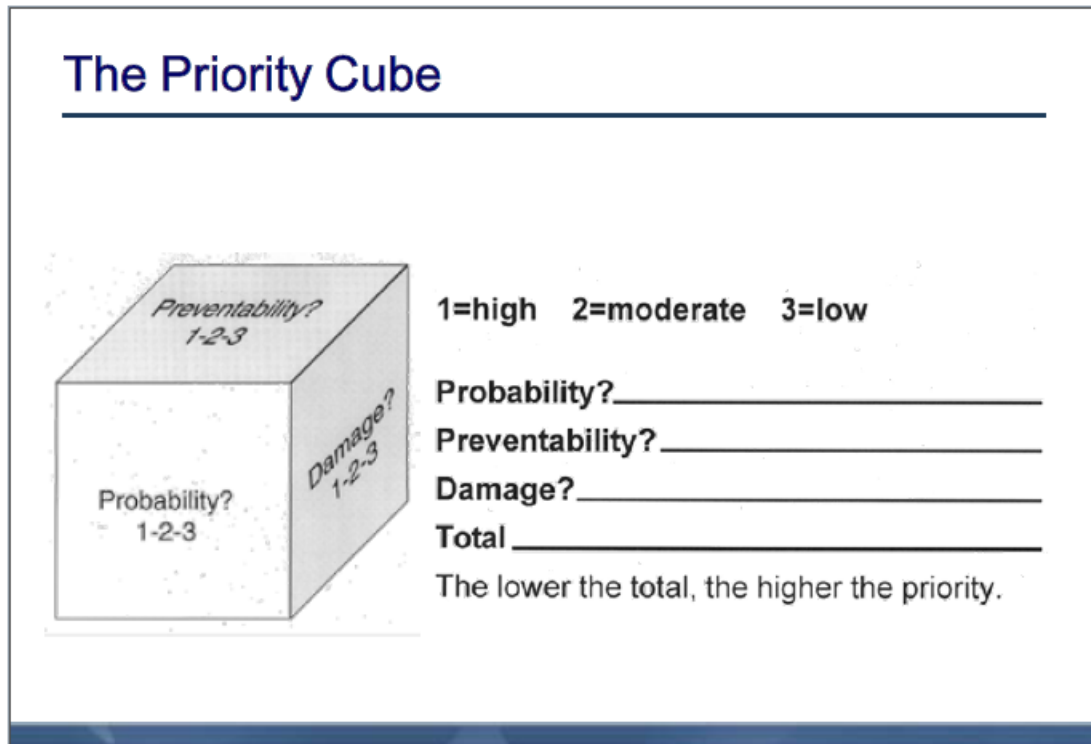 The Priority Cube
Preventability?
1-2-3
Damage?
1-2-3
Probability?
1-2-3
1=high 2=moderate 3=low
Probability?
Preventability?
Damage?
Total
The lower the total, the higher the priority.